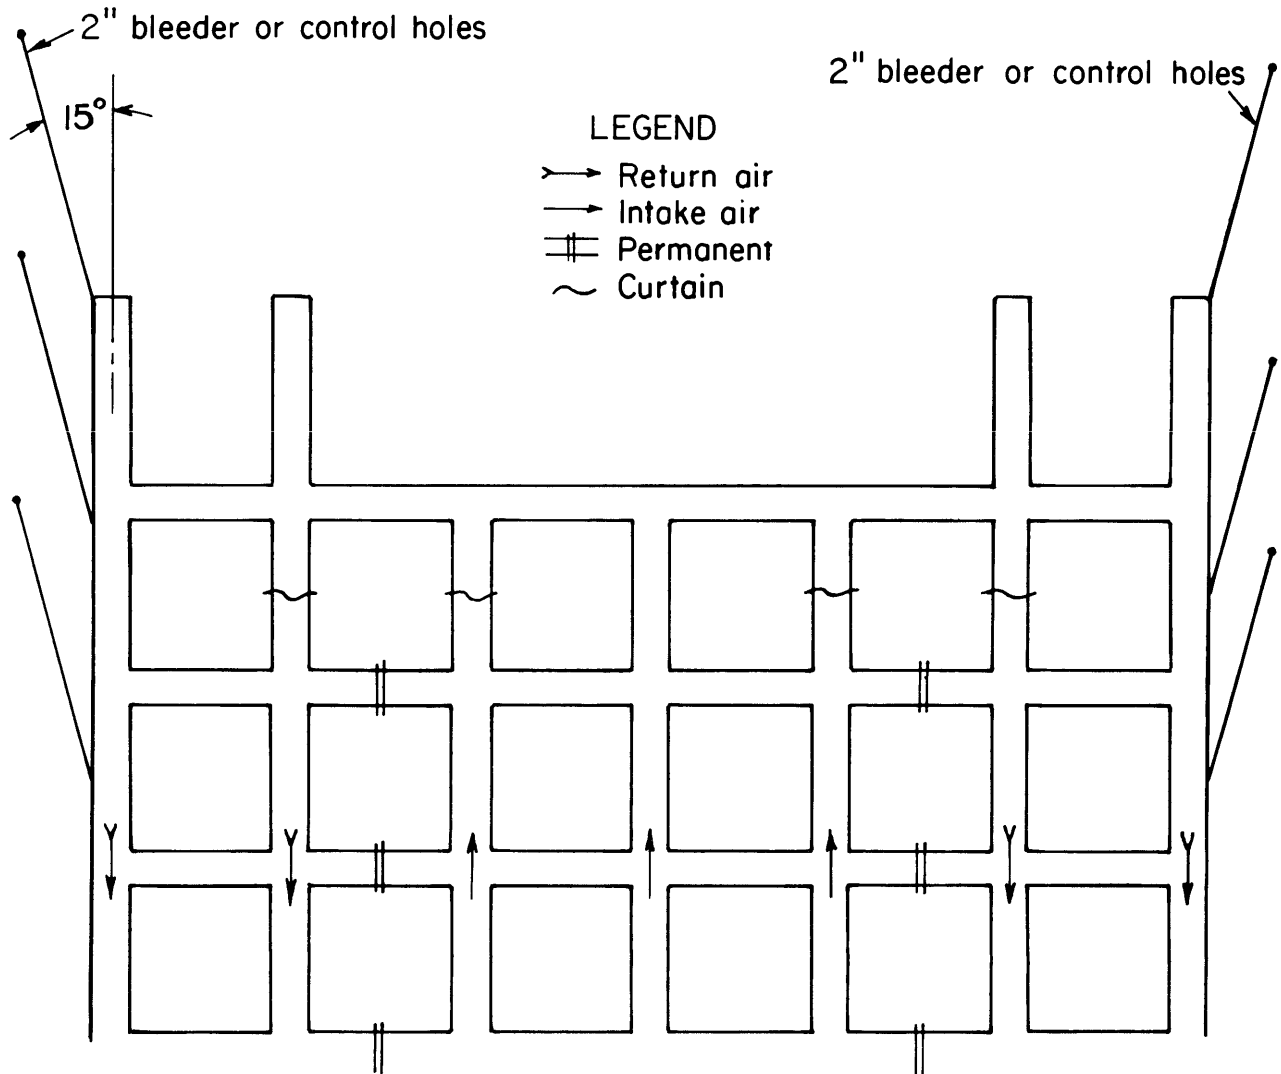 2" bleeder or control holes
2" bleeder or control holes
15°
LEGEND
Return air
Intake air
Permanent
Curtain